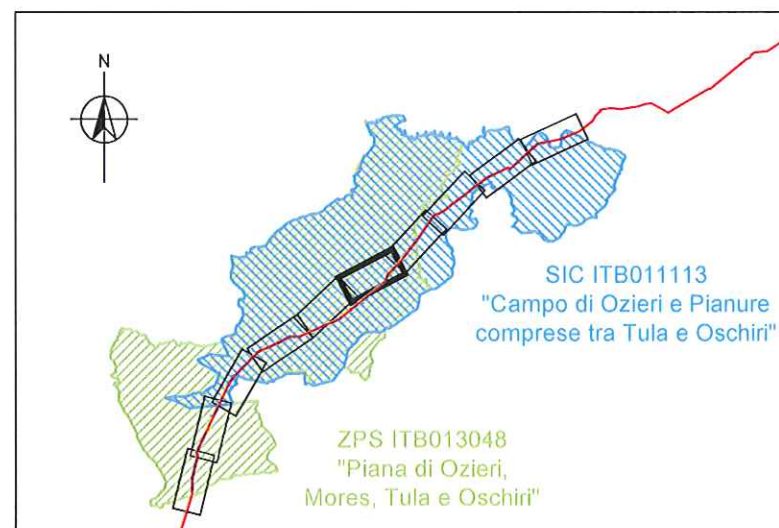 N
SIC ITB011113
"Campo di Ozieri e Pianure
comprese tra Tula e Oschiri"
ZPS ITB013048
"Piana di Ozieri,
Mores, Tula e Oschiri"